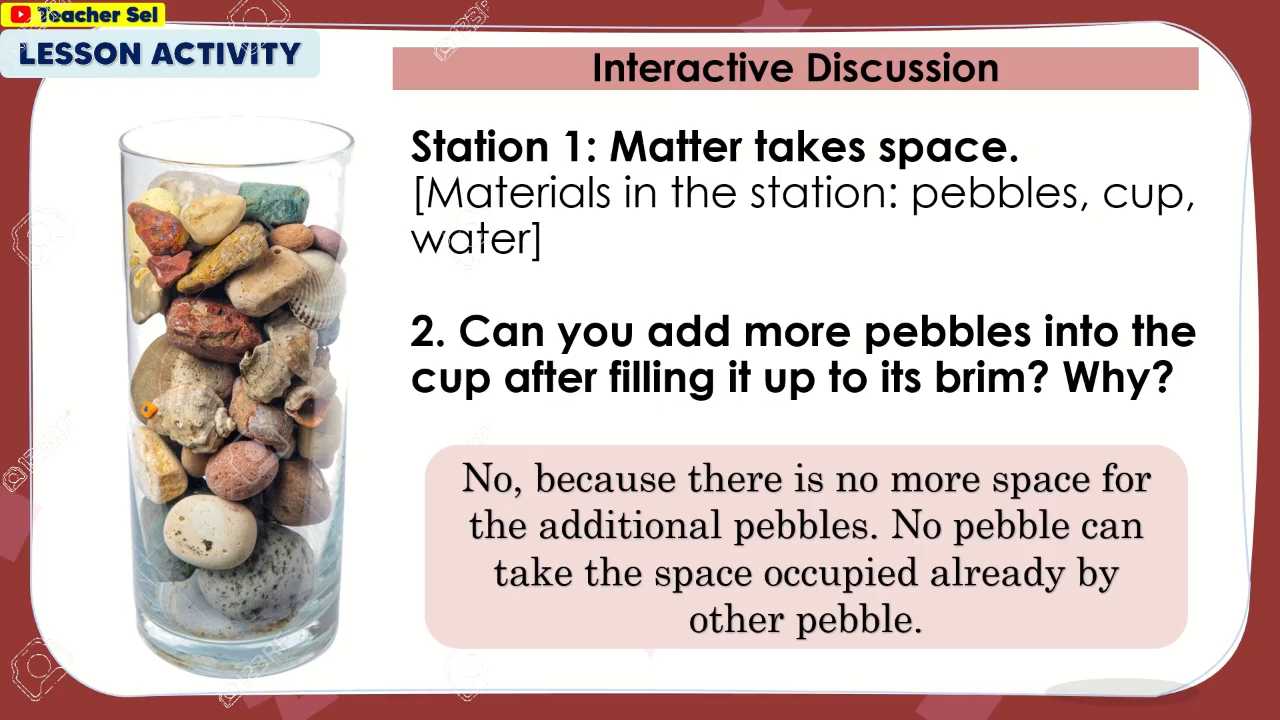 Teacher Sel
LESSON ACTIVITY
Interactive Discussion
Station 1: Matter takes space.
[Materials in the station: pebbles, cup,
water]
2. Can you add more pebbles into the
cup after filling it up to its brim? Why?
No, because there is no more space for
the additional pebbles. No pebble can
take the space occupied already by
other pebble.